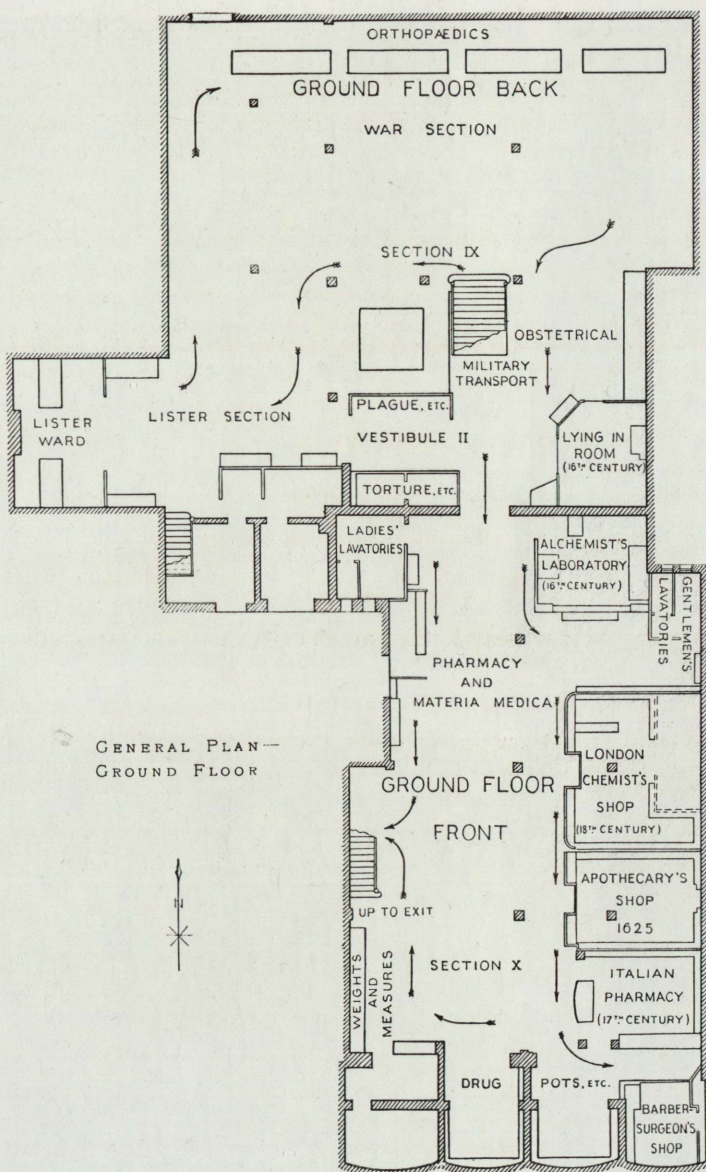 ORTHOPAEDICS
GROUND FLOOR BACK
WAR SECTION
SECTION IX
OBSTETRICAL
MILITARY
TRANSPORT
PLAGUE, ETC.
LISTER
WARD
LISTER SECTION
VESTIBULE II
LYING IN
ROOM
(16TH CENTURY)
TORTURE, ETC.
LADIES'
LAVATORIES
ALCHEMIST'S
LABORATORY
(16TH CENTURY)
GENTLEMEN'S
LAVATORIES
PHARMACY
AND
MATERIA MEDICA
GENERAL PLAN—
GROUND FLOOR
LONDON
CHEMIST'S
SHOP
(18TH CENTURY)
GROUND FLOOR
FRONT
N
APOTHECARY'S
SHOP
1625
UP TO EXIT
WEIGHTS
AND
MEASURES
SECTION X
ITALIAN
PHARMACY
(17TH CENTURY)
DRUG
POTS, ETC.
BARBER-
SURGEON'S
SHOP